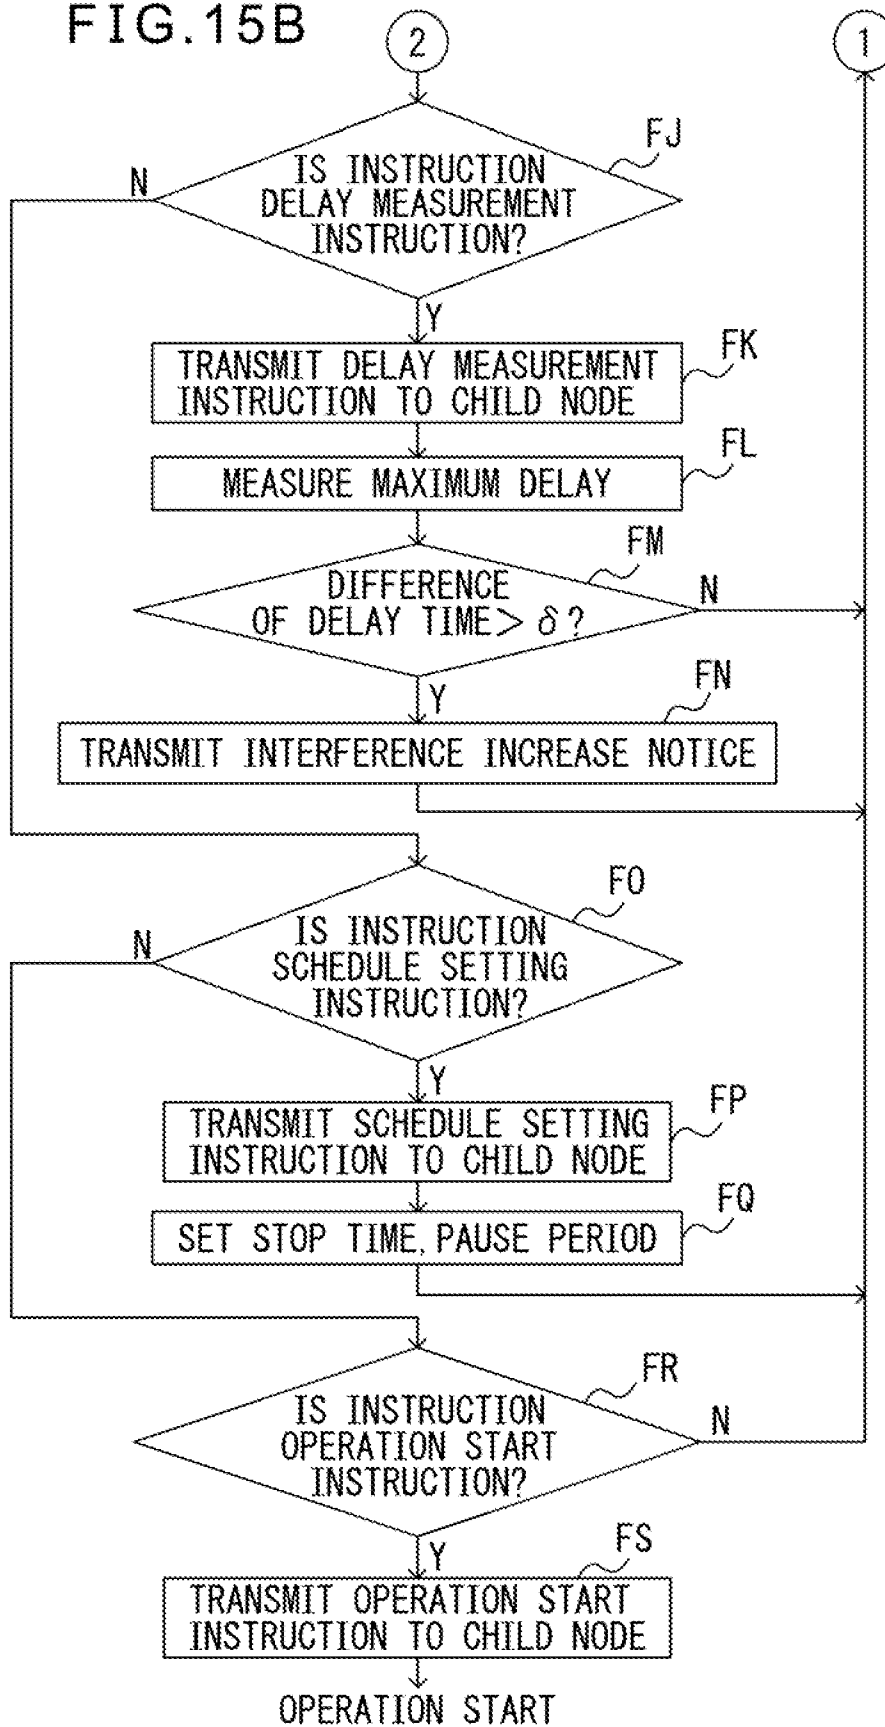 FIG.15B
2
1
FJ
IS INSTRUCTION
DELAY MEASUREMENT
INSTRUCTION?
N
Y
FK
TRANSMIT DELAY MEASUREMENT
INSTRUCTION TO CHILD NODE
FL
MEASURE MAXIMUM DELAY
FM
DIFFERENCE
OF DELAY TIME> δ?
N
Y
FN
TRANSMIT INTERFERENCE INCREASE NOTICE
FO
IS INSTRUCTION
SCHEDULE SETTING
INSTRUCTION?
N
Y
FP
TRANSMIT SCHEDULE SETTING
INSTRUCTION TO CHILD NODE
FQ
SET STOP TIME, PAUSE PERIOD
FR
IS INSTRUCTION
OPERATION START
INSTRUCTION?
N
Y
FS
TRANSMIT OPERATION START
INSTRUCTION TO CHILD NODE
OPERATION START